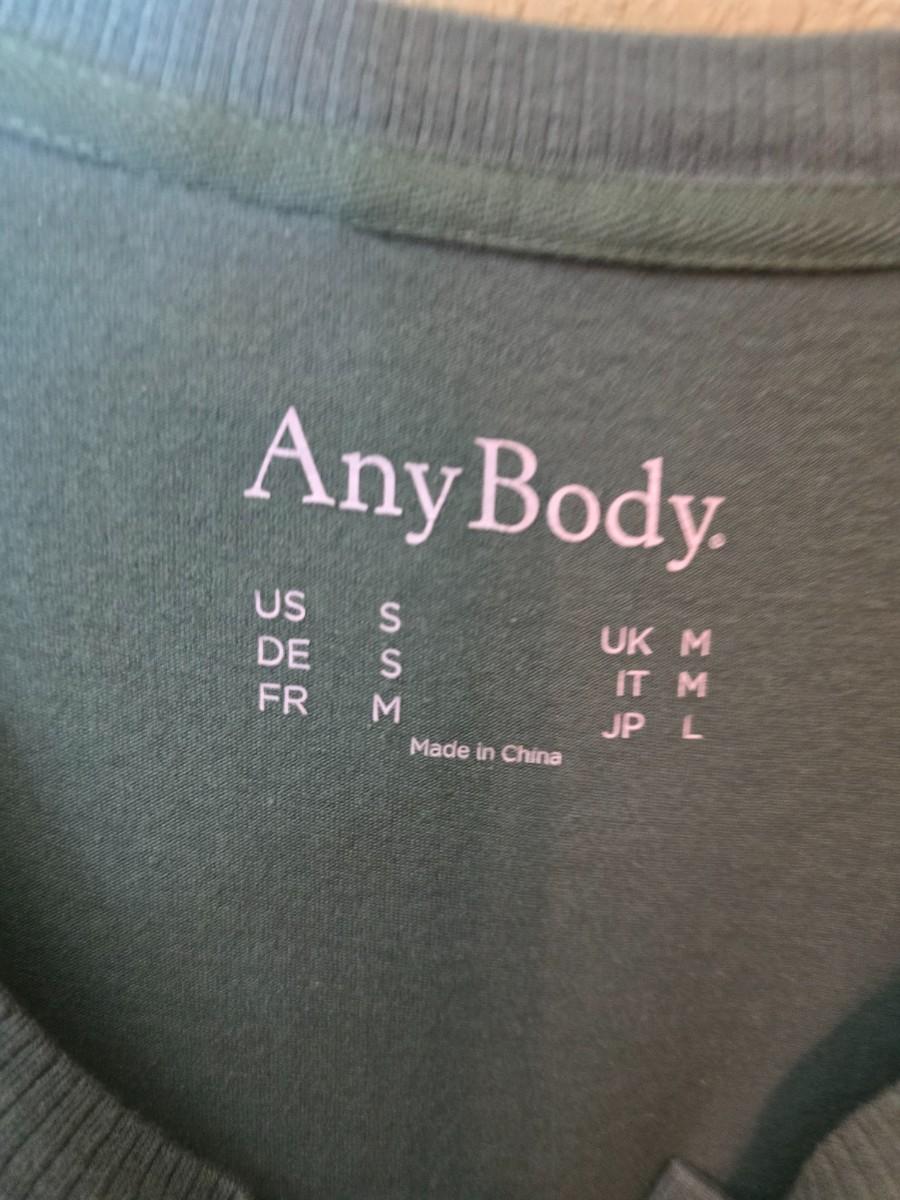 AnyBody.
US S UK M
DE S IT M
FR M JP L
Made in China